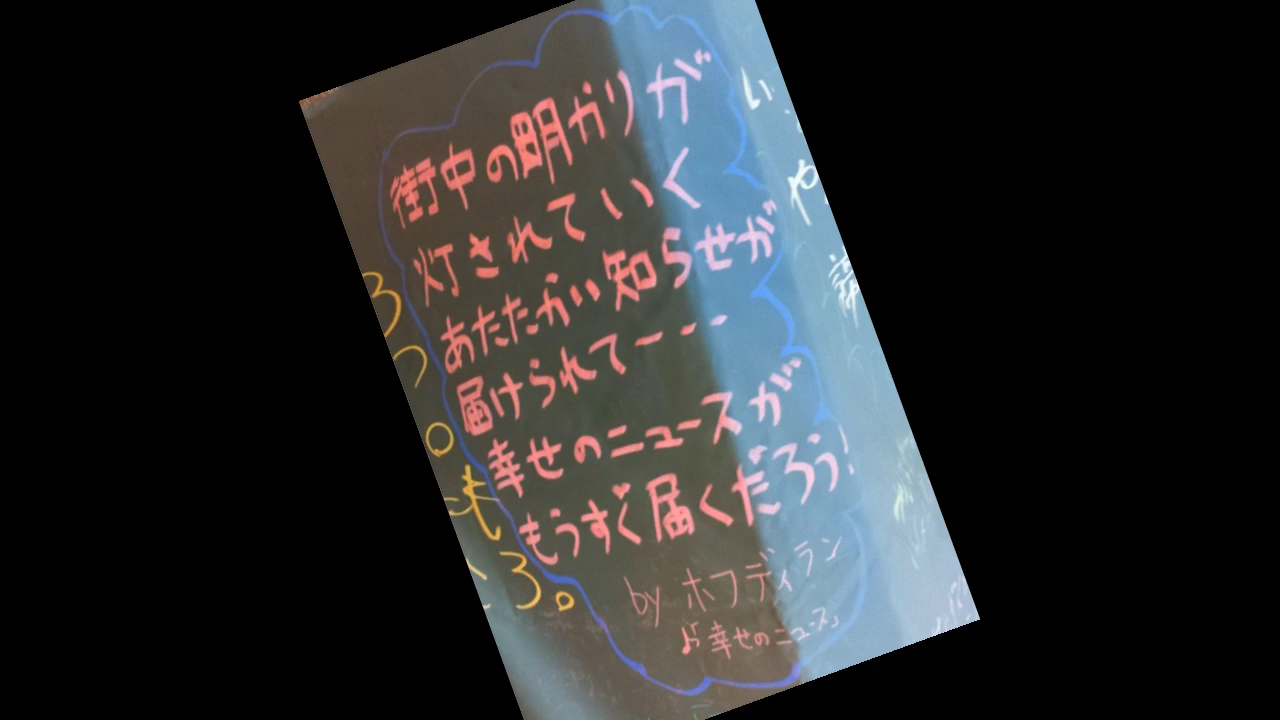 街中の明かりが
灯されていく
あたたかい知らせが
届けられてーーー
幸せのニュースが
もうすぐ届くだろう!
by ホフディラン
♪「幸せのニュース」